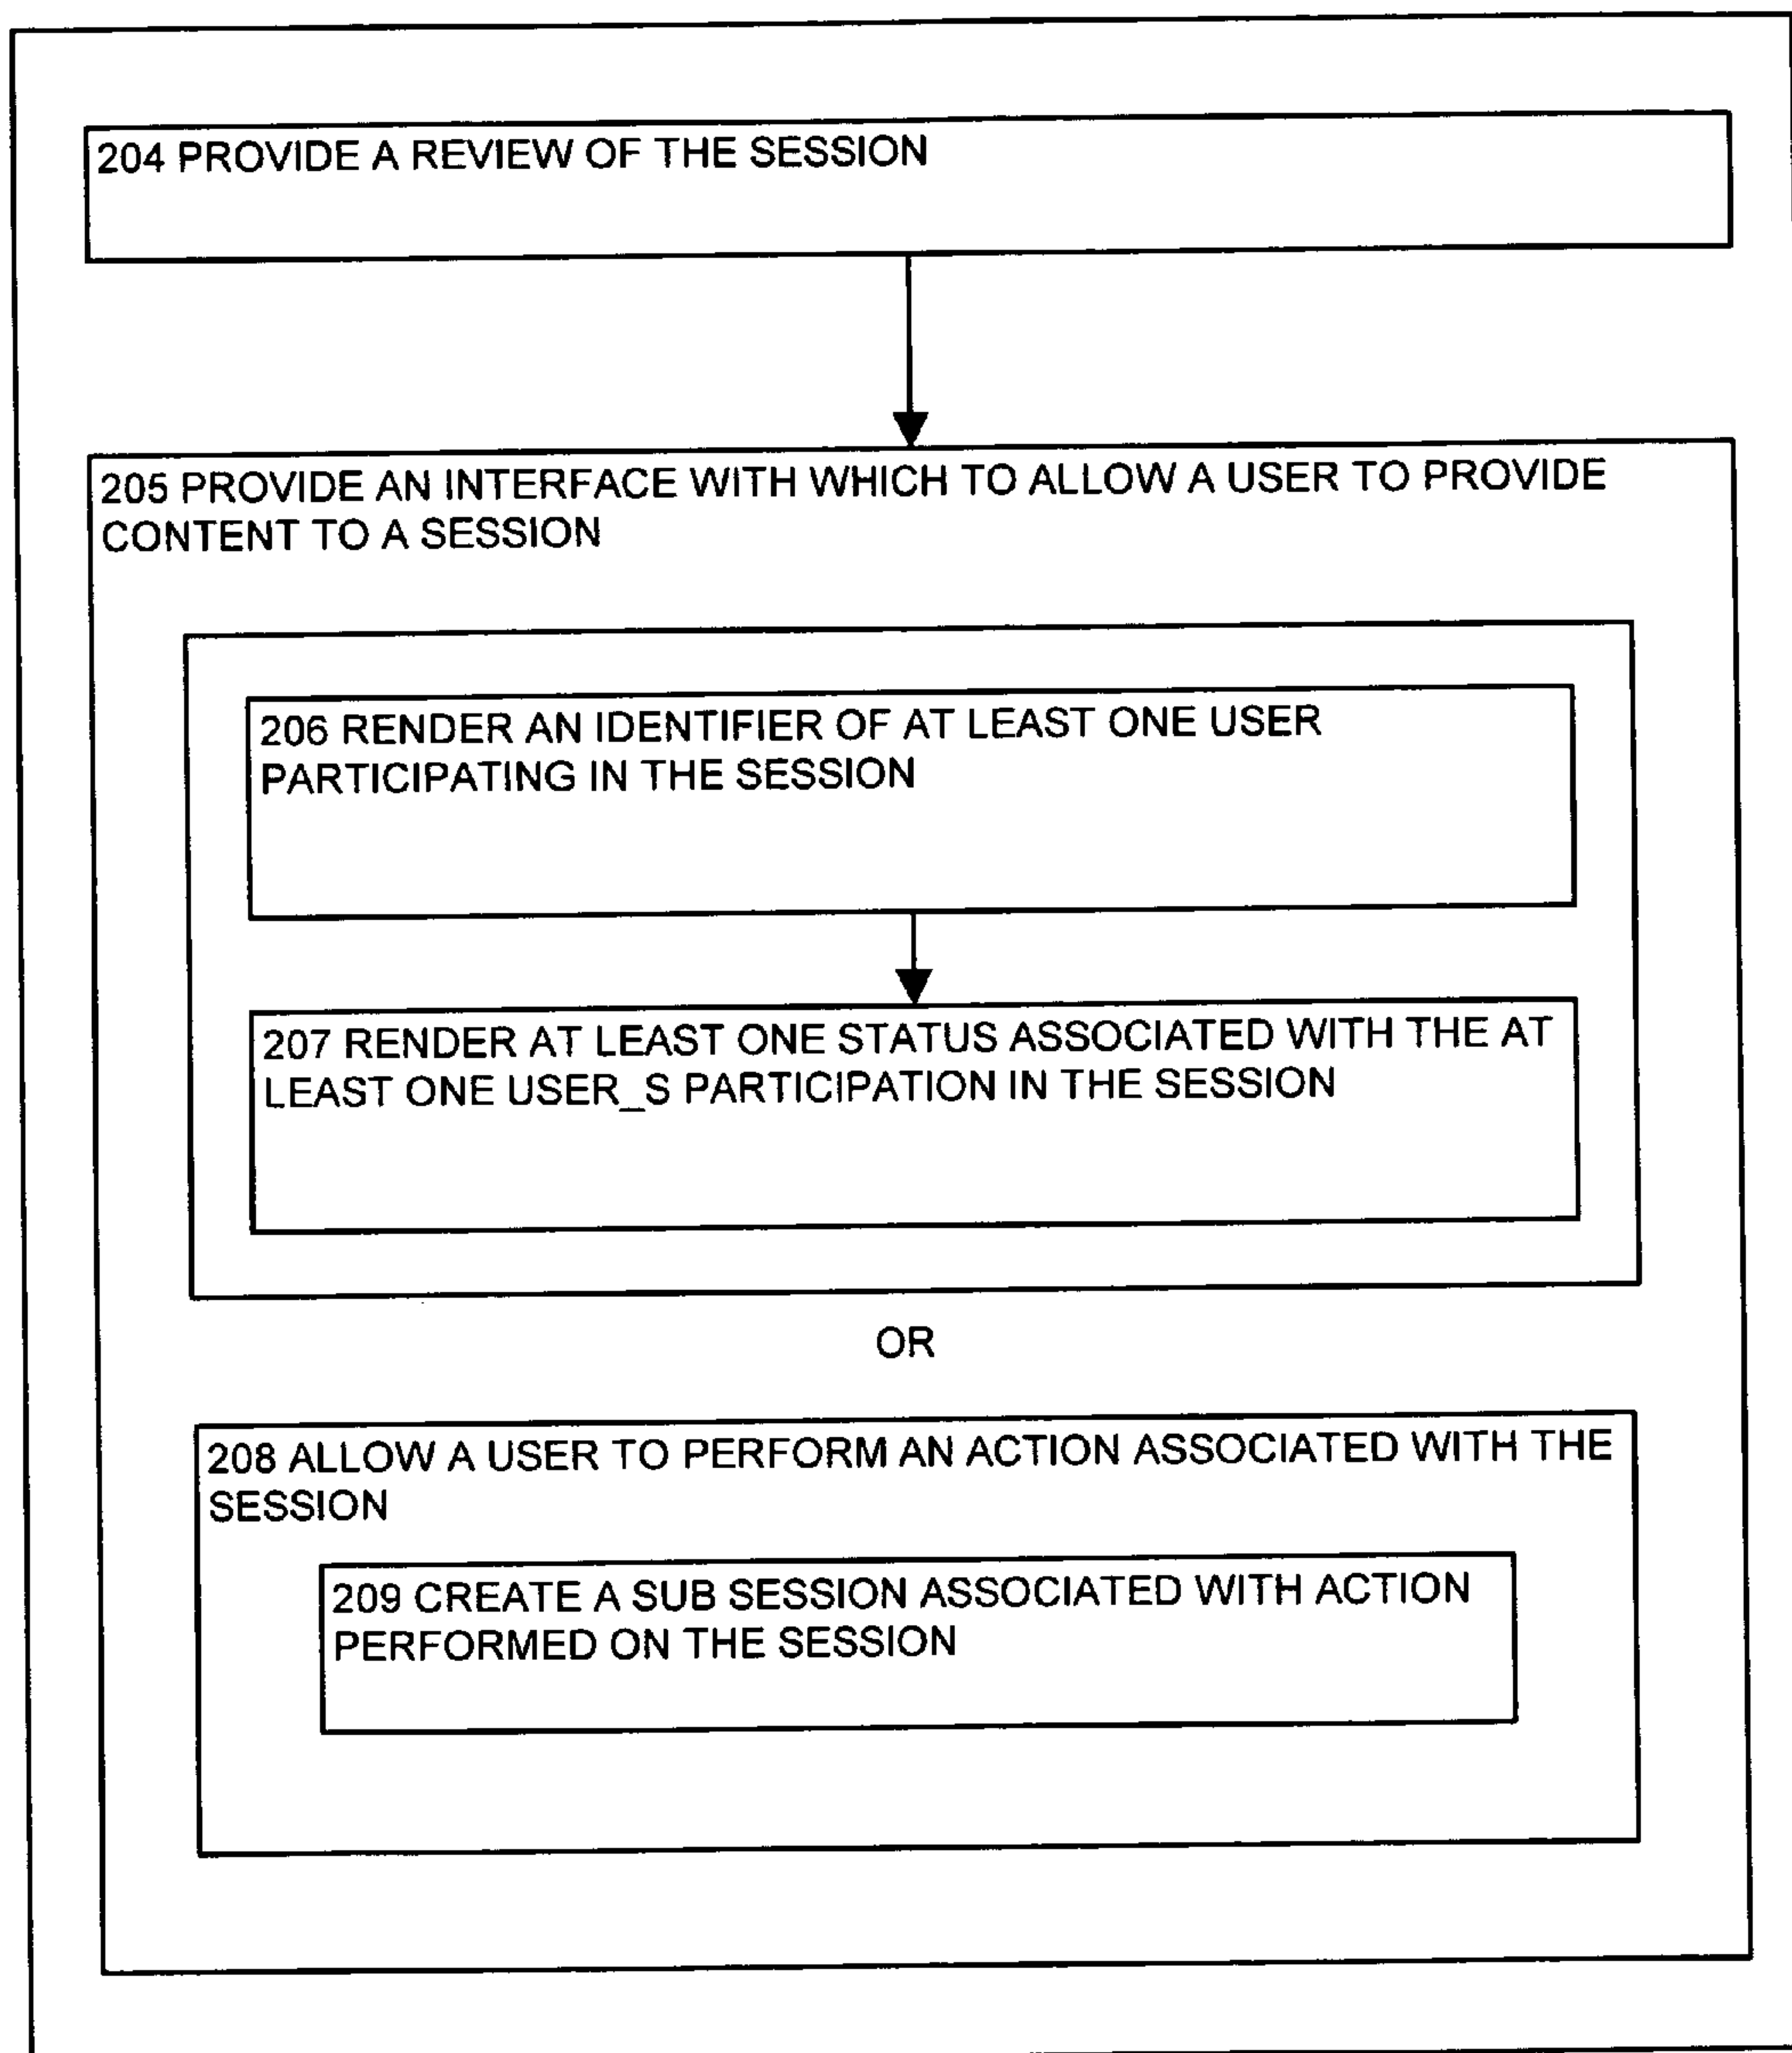 204 PROVIDE A REVIEW OF THE SESSION
205 PROVIDE AN INTERFACE WITH WHICH TO ALLOW A USER TO PROVIDE
CONTENT TO A SESSION
206 RENDER AN IDENTIFIER OF AT LEAST ONE USER
PARTICIPATING IN THE SESSION
207 RENDER AT LEAST ONE STATUS ASSOCIATED WITH THE AT
LEAST ONE USER_S PARTICIPATION IN THE SESSION
OR
208 ALLOW A USER TO PERFORM AN ACTION ASSOCIATED WITH THE
SESSION
209 CREATE A SUB SESSION ASSOCIATED WITH ACTION
PERFORMED ON THE SESSION